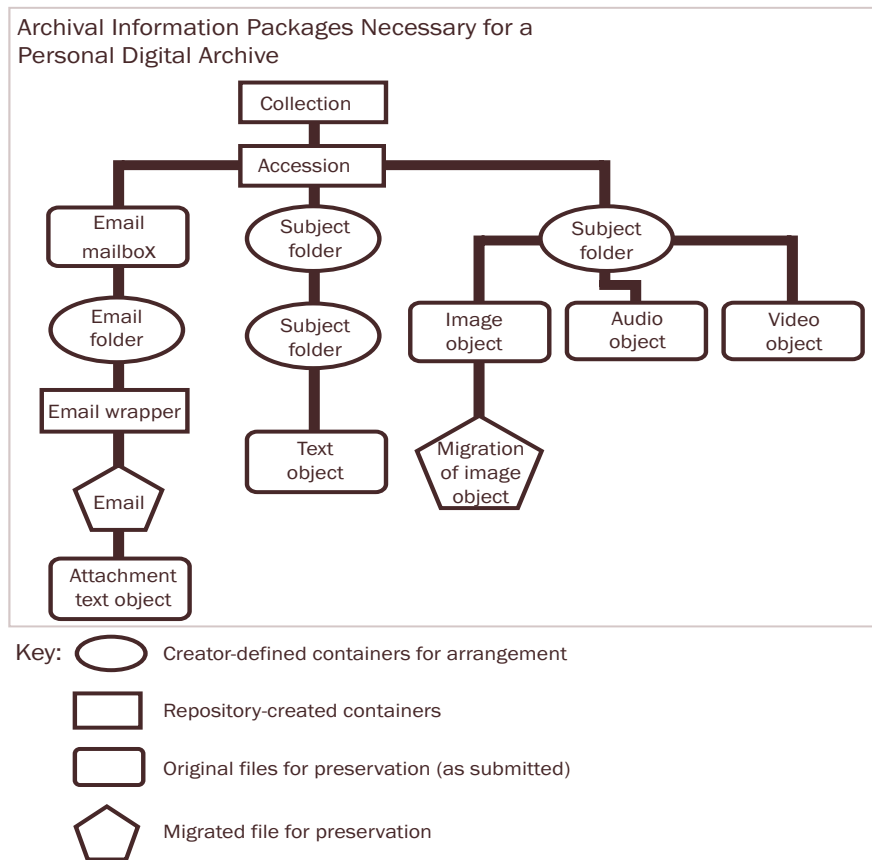 Archival Information Packages Necessary for a
Personal Digital Archive
Collection
Accession
Email
mailbox
Subject
folder
Subject
folder
Email
folder
Subject
folder
Image
object
Audio
object
Video
object
Email wrapper
Text
object
Migration
of image
object
Email
Attachment
text object
Key:
Creator-defined containers for arrangement
Repository-created containers
Original files for preservation (as submitted)
Migrated file for preservation